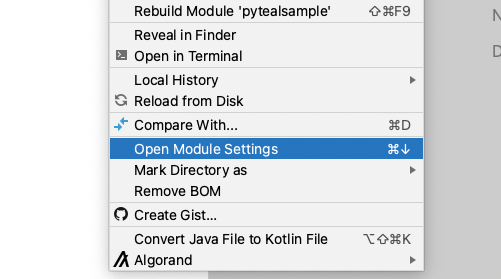 Rebuild Module 'pytealsample' ⇧⌘F9
Reveal in Finder
Open in Terminal
Local History
Reload from Disk
Compare With... ⌘D
Open Module Settings ⌘↓
Mark Directory as
Remove BOM
Create Gist...
Convert Java File to Kotlin File ⌥⇧⌘K
Algorand